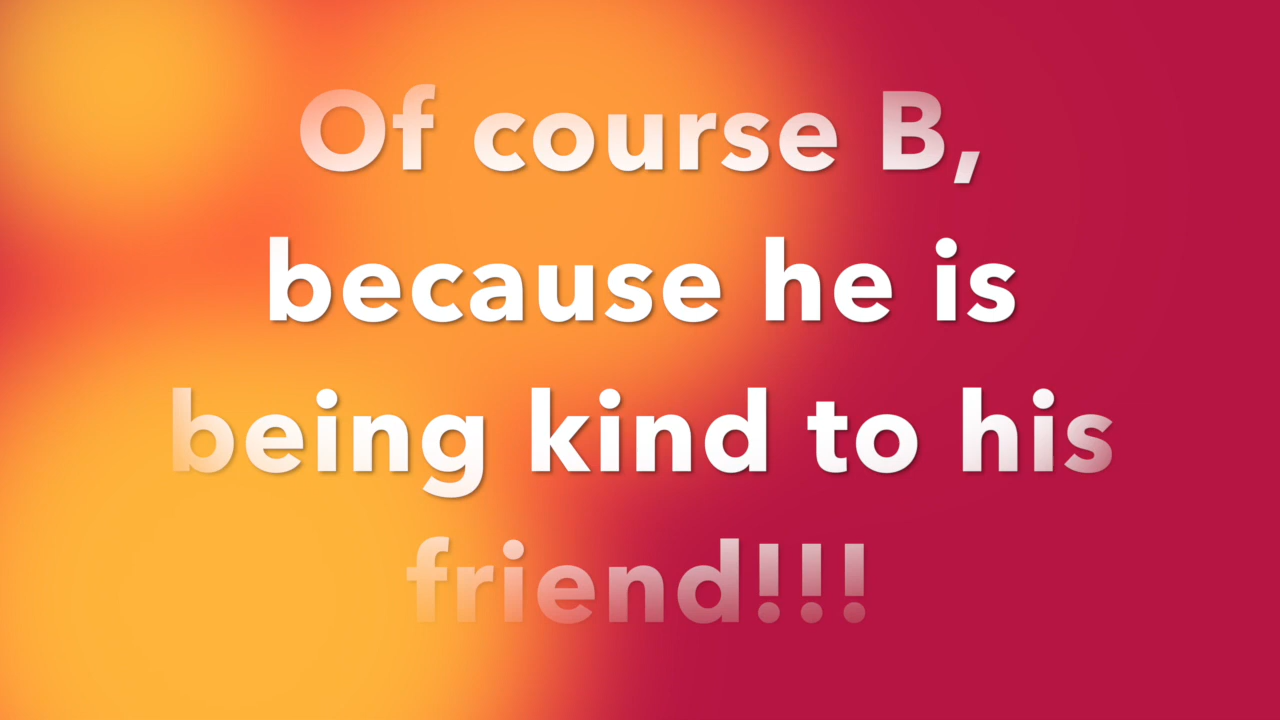 Of course B,
because he is
being kind to his
friend!!!